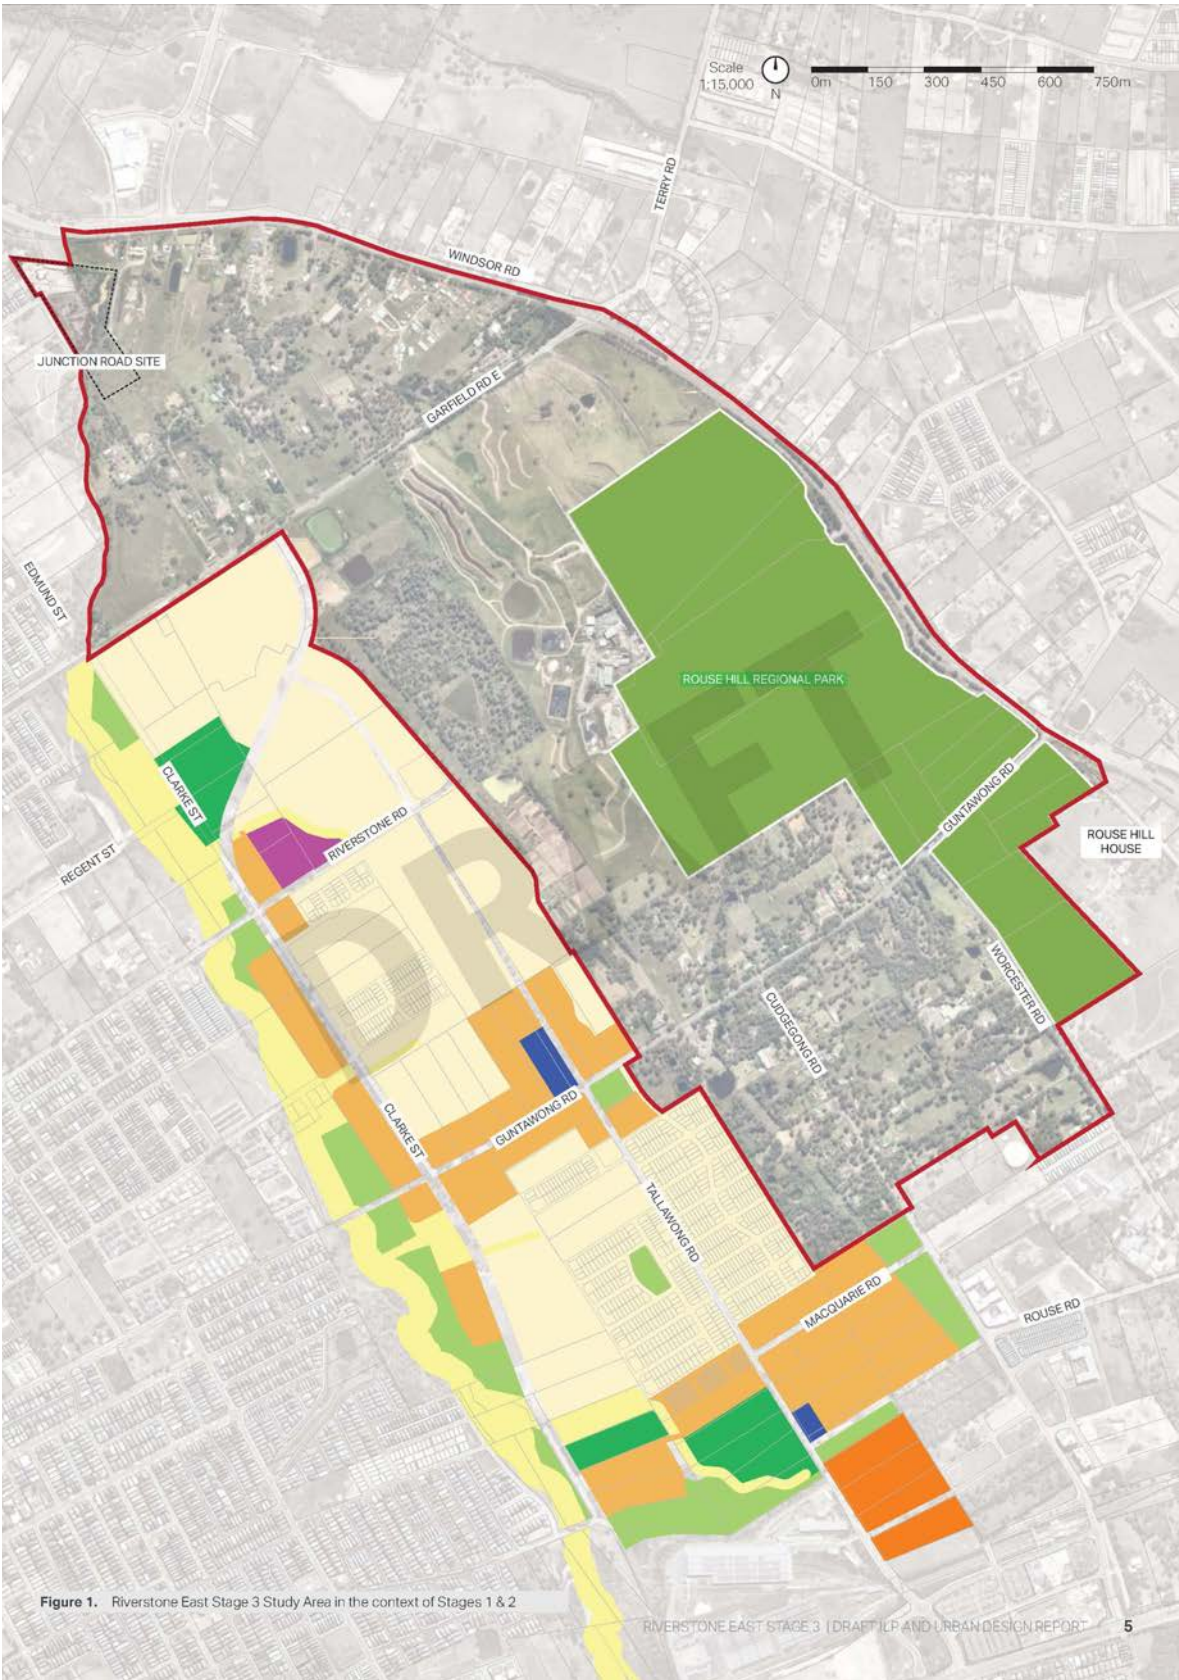 Scale
1:15,000
N
0m 150 300 450 600 750m
TERRY RD
WINDSOR RD
JUNCTION ROAD SITE
GARFIELD RD E
EDMUND ST
ROUSE HILL REGIONAL PARK
CLARKE ST
GUNTAWONG RD
RIVERSTONE RD
ROUSE HILL
HOUSE
REGENT ST
DRAFT
WORCESTER RD
CUDGEGONG RD
CLARKE ST
GUNTAWONG RD
TALLAWONG RD
MACQUARIE RD
ROUSE RD
Figure 1. Riverstone East Stage 3 Study Area in the context of Stages 1 & 2
RIVERSTONE EAST STAGE 3 | DRAFT ILP AND URBAN DESIGN REPORT 5